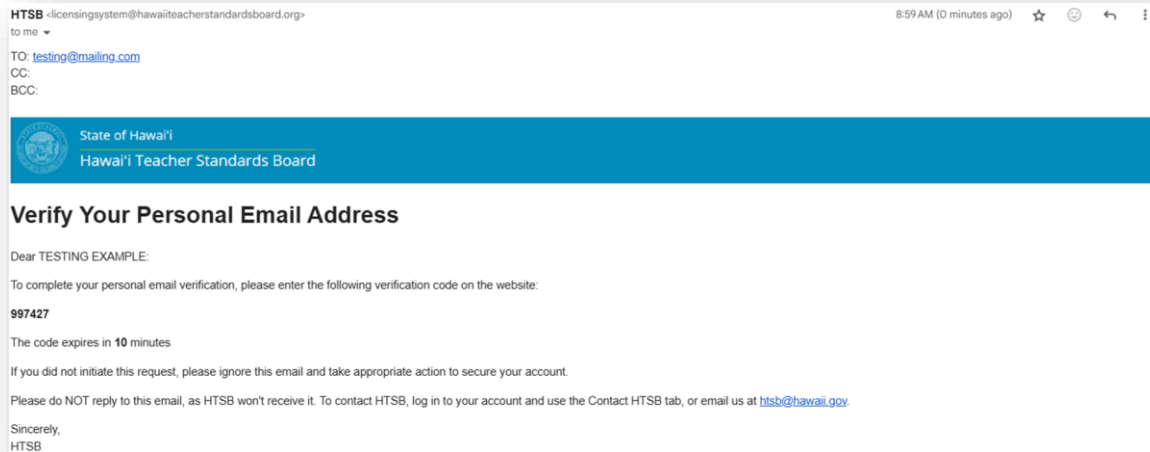 HTSB <licensingsystem@hawaiiteacherstandardsboard.org> 8:59 AM (0 minutes ago)
to me
TO: testing@mailing.com
CC:
BCC:
State of Hawai'i
Hawai'i Teacher Standards Board
Verify Your Personal Email Address
Dear TESTING EXAMPLE:
To complete your personal email verification, please enter the following verification code on the website:
997427
The code expires in 10 minutes
If you did not initiate this request, please ignore this email and take appropriate action to secure your account.
Please do NOT reply to this email, as HTSB won't receive it. To contact HTSB, log in to your account and use the Contact HTSB tab, or email us at htsb@hawaii.gov.
Sincerely,
HTSB